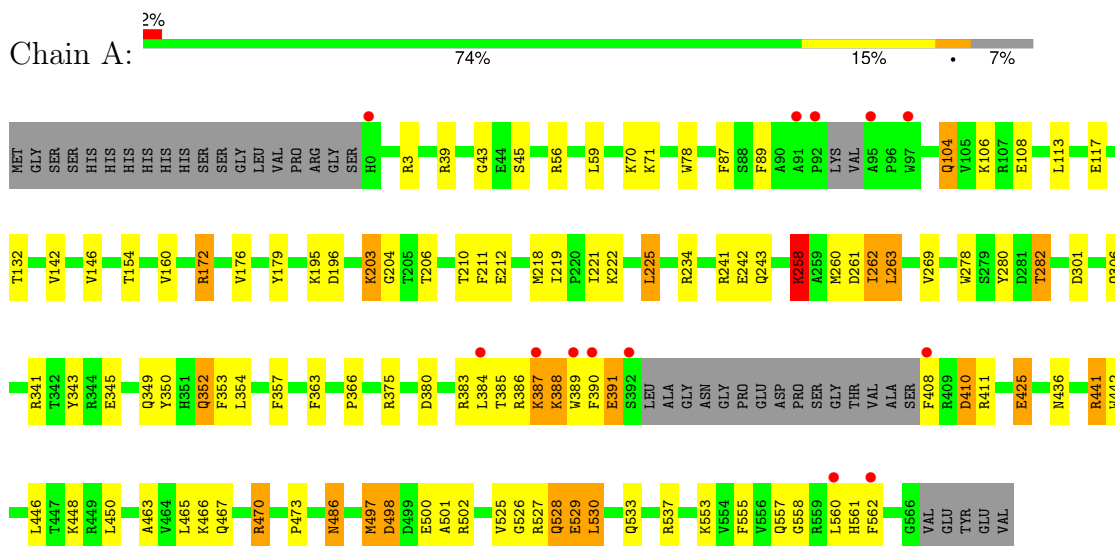 2%
Chain A:
74% 15% • 7%
MET GLY SER SER HIS HIS HIS HIS HIS HIS SER SER GLY LEU VAL PRO ARG GLY SER H0 R3 R39 G43 E44 S45 R56 L59 K70 K71 W78 F87 S88 F89 A90 A91 P92 LYS VAL A95 P96 W97 Q104 V105 K106 R107 E108 L113 E117
T132 V142 V146 T154 V160 R172 V176 Y179 K195 D196 K203 G204 T205 T206 T210 F211 E212 M218 I219 P220 I221 K222 L225 R234 R241 E242 Q243 K258 A259 M260 D261 I262 L263 V269 W278 S279 Y280 D281 T282 D301
R341 T342 Y343 R344 E345 Q349 Y350 H351 Q352 F353 L354 F357 F363 P366 R375 D380 R383 L384 T385 R386 K387 K388 W389 F390 E391 S392 LEU ALA GLY ASN GLY PRO GLU ASP PRO SER GLY THR VAL ALA SER F408 R409 D410 R411 E425 N436 R441 W442
L446 T447 K448 R449 L450 A463 V464 L465 K466 Q467 R470 P473 N486 M497 D498 D499 E500 A501 R502 V525 G526 R527 Q528 E529 L530 Q533 R537 K553 V554 F555 V556 Q557 G558 R559 L560 H561 F562 G566 VAL GLU TYR GLU VAL